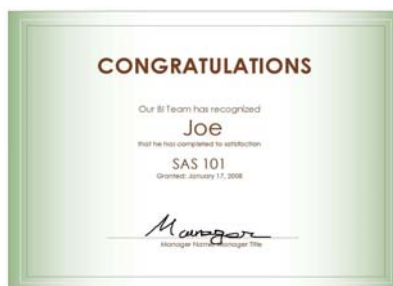 CONGRATULATIONS
Our BI Team has recognized
Joe
that he has completed to satisfaction
SAS 101
Granted: January 17, 2008
Manager
Manager Name, Manager Title